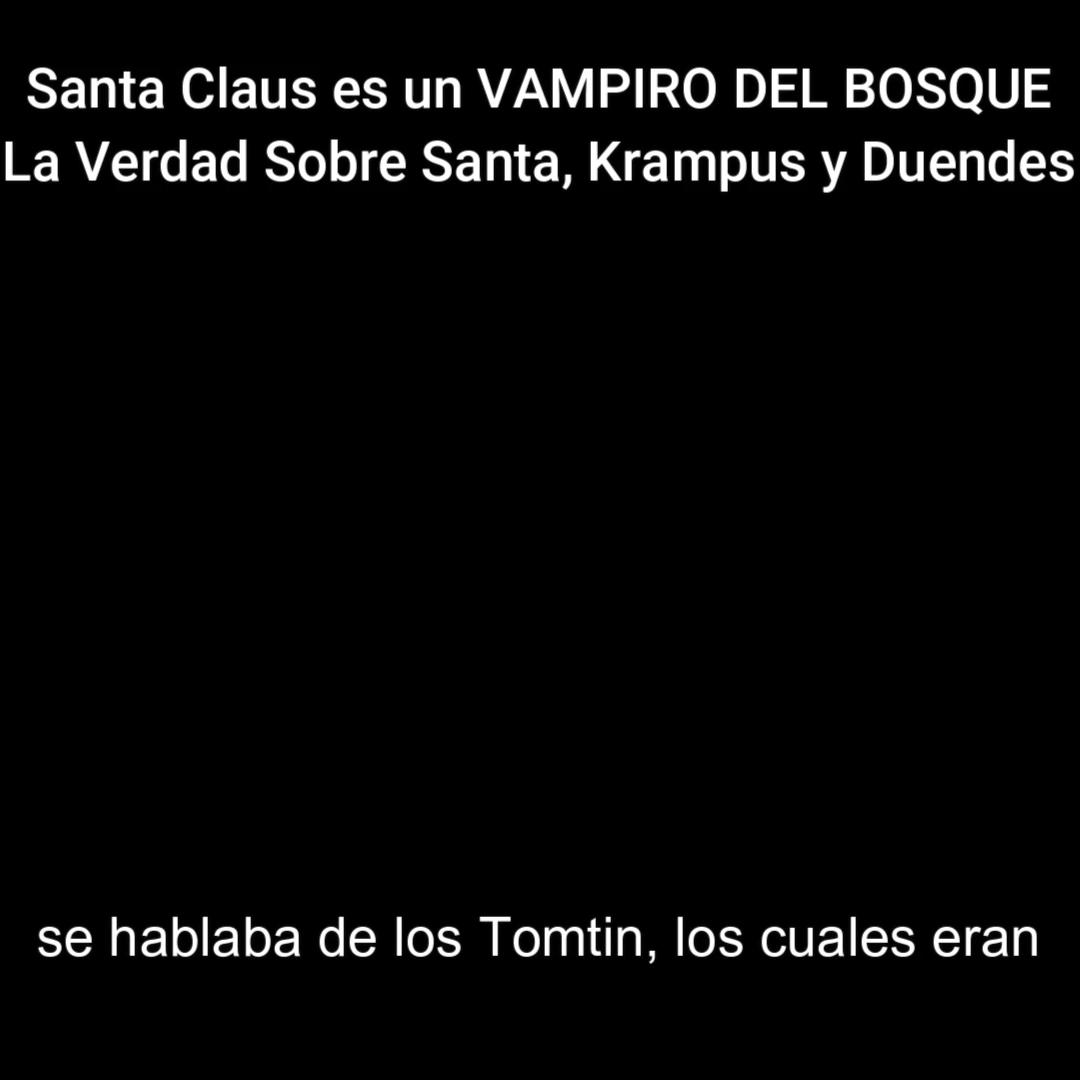 Santa Claus es un VAMPIRO DEL BOSQUE
La Verdad Sobre Santa, Krampus y Duendes
se hablaba de los Tomtin, los cuales eran